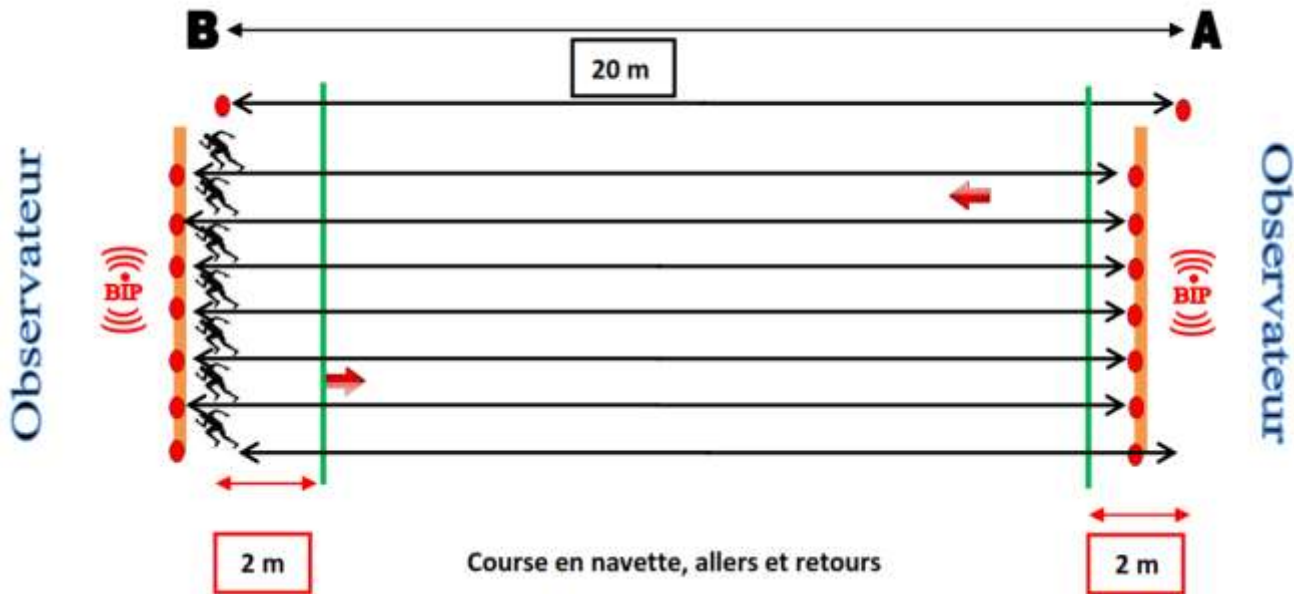 B
A
20 m
Observateur
BIP
BIP
Observateur
2 m
Course en navette, allers et retours
2 m